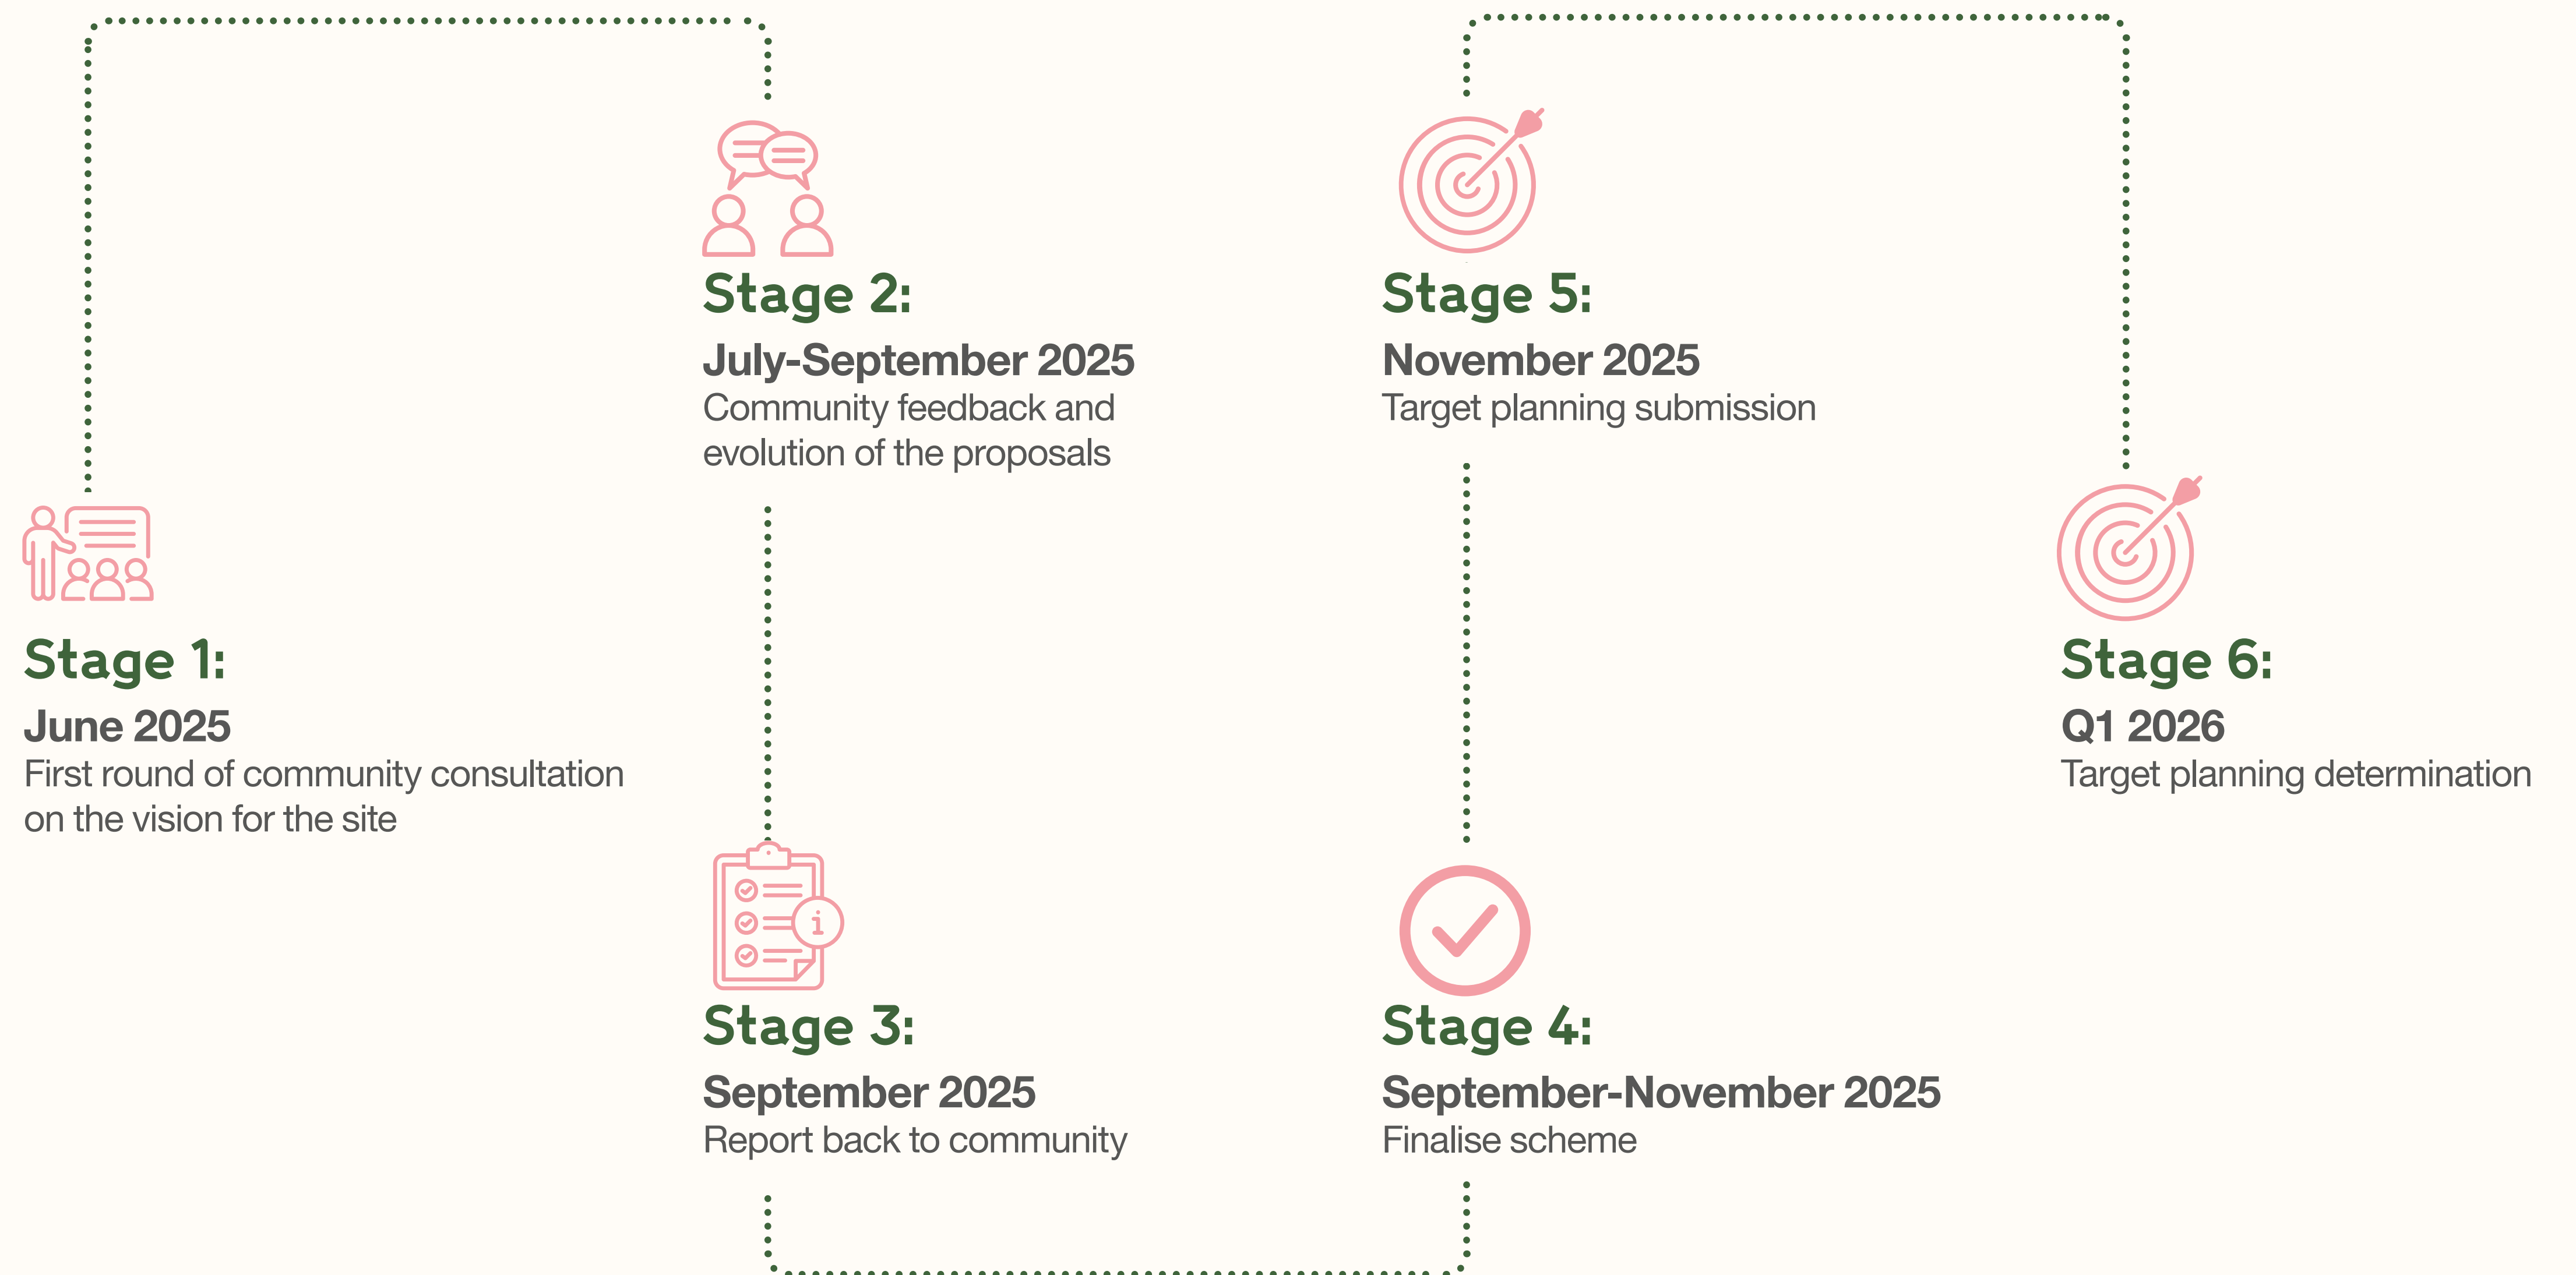 Stage 1:
June 2025
First round of community consultation
on the vision for the site
Stage 2:
July-September 2025
Community feedback and
evolution of the proposals
Stage 3:
September 2025
Report back to community
Stage 4:
September-November 2025
Finalise scheme
Stage 5:
November 2025
Target planning submission
Stage 6:
Q1 2026
Target planning determination